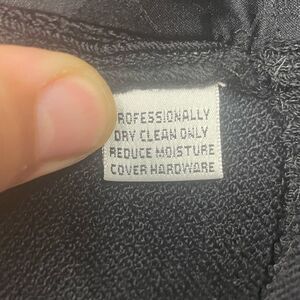 PROFESSIONALLY
DRY CLEAN ONLY
REDUCE MOISTURE
COVER HARDWARE